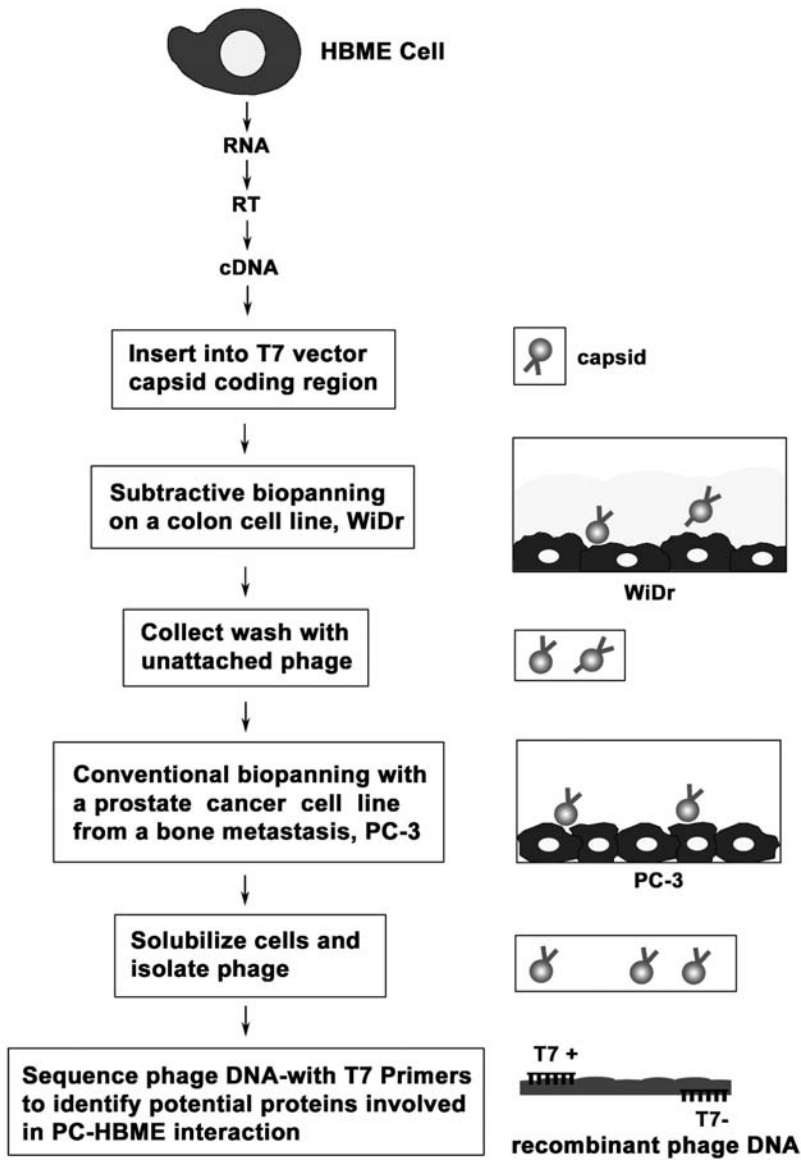 HBME Cell
RNA
RT
cDNA
Insert into T7 vector
capsid coding region
capsid
Subtractive biopanning
on a colon cell line, WiDr
WiDr
Collect wash with
unattached phage
Conventional biopanning with
a prostate cancer cell line
from a bone metastasis, PC-3
PC-3
Solubilize cells and
isolate phage
Sequence phage DNA-with T7 Primers
to identify potential proteins involved
in PC-HBME interaction
T7 +
T7-
recombinant phage DNA